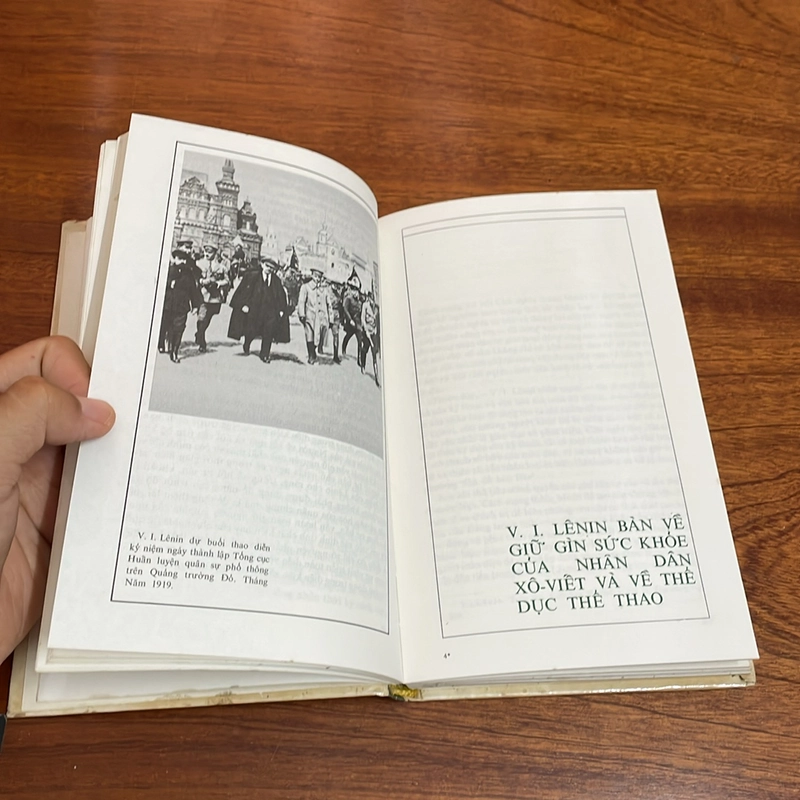 V. I. Lênin dự buổi thao diễn
kỷ niệm ngày thành lập Tổng cục
Huấn luyện quân sự phổ thông
trên Quảng trường Đỏ. Tháng
Năm 1919.
V. I. LÊNIN BÀN VỀ
GIỮ GÌN SỨC KHỎE
CỦA NHÂN DÂN
XÔ-VIẾT VÀ VỀ THỂ
DỤC THỂ THAO
4*